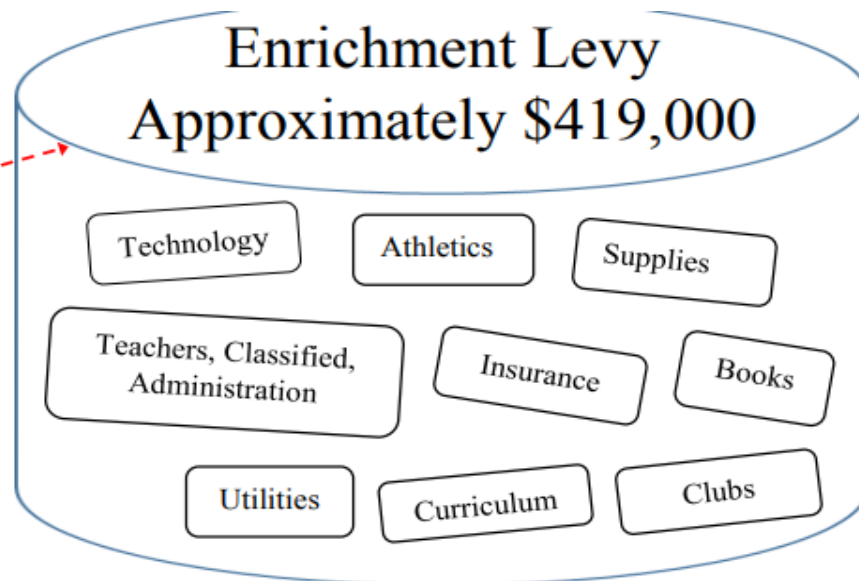 Enrichment Levy
Approximately $419,000
Technology
Athletics
Supplies
Teachers, Classified,
Administration
Insurance
Books
Utilities
Curriculum
Clubs